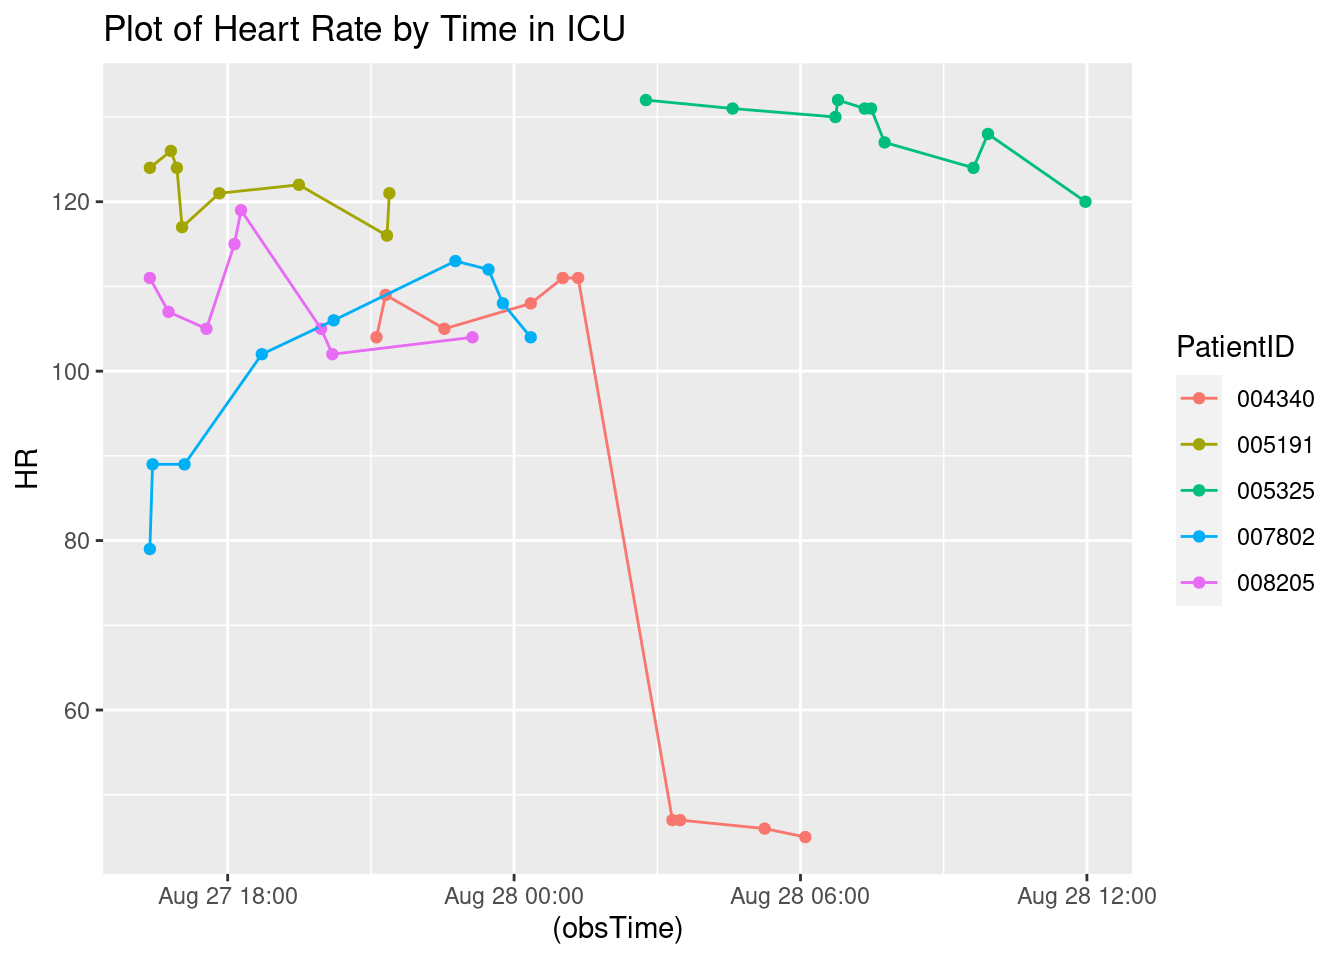 Plot of Heart Rate by Time in ICU
120
100
80
60
HR
Aug 27 18:00
Aug 28 00:00
Aug 28 06:00
Aug 28 12:00
(obsTime)
PatientID
004340
005191
005325
007802
008205